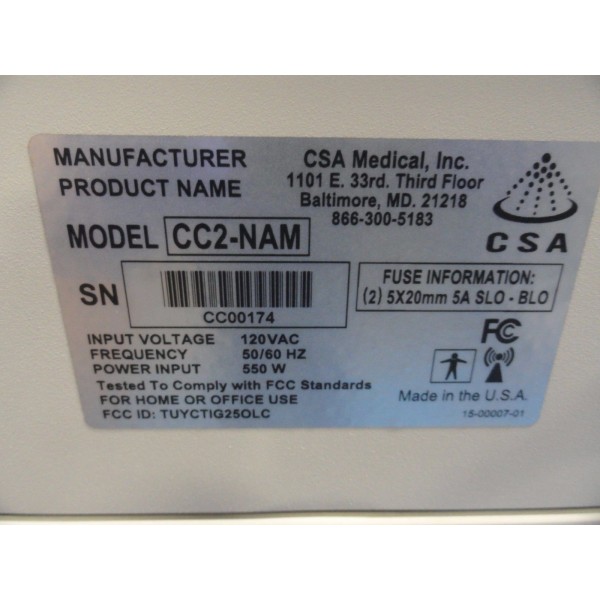 MANUFACTURER
PRODUCT NAME
CSA Medical, Inc.
1101 E. 33rd. Third Floor
Baltimore, MD. 21218
866-300-5183
CSA
MODEL CC2-NAM
SN
CC00174
FUSE INFORMATION:
(2) 5X20mm 5A SLO - BLO
INPUT VOLTAGE 120VAC
FREQUENCY 50/60 HZ
POWER INPUT 550 W
Tested To Comply with FCC Standards
FOR HOME OR OFFICE USE
FCC ID: TUYCTIG25OLC
FC
Made in the U.S.A.
15-00007-01